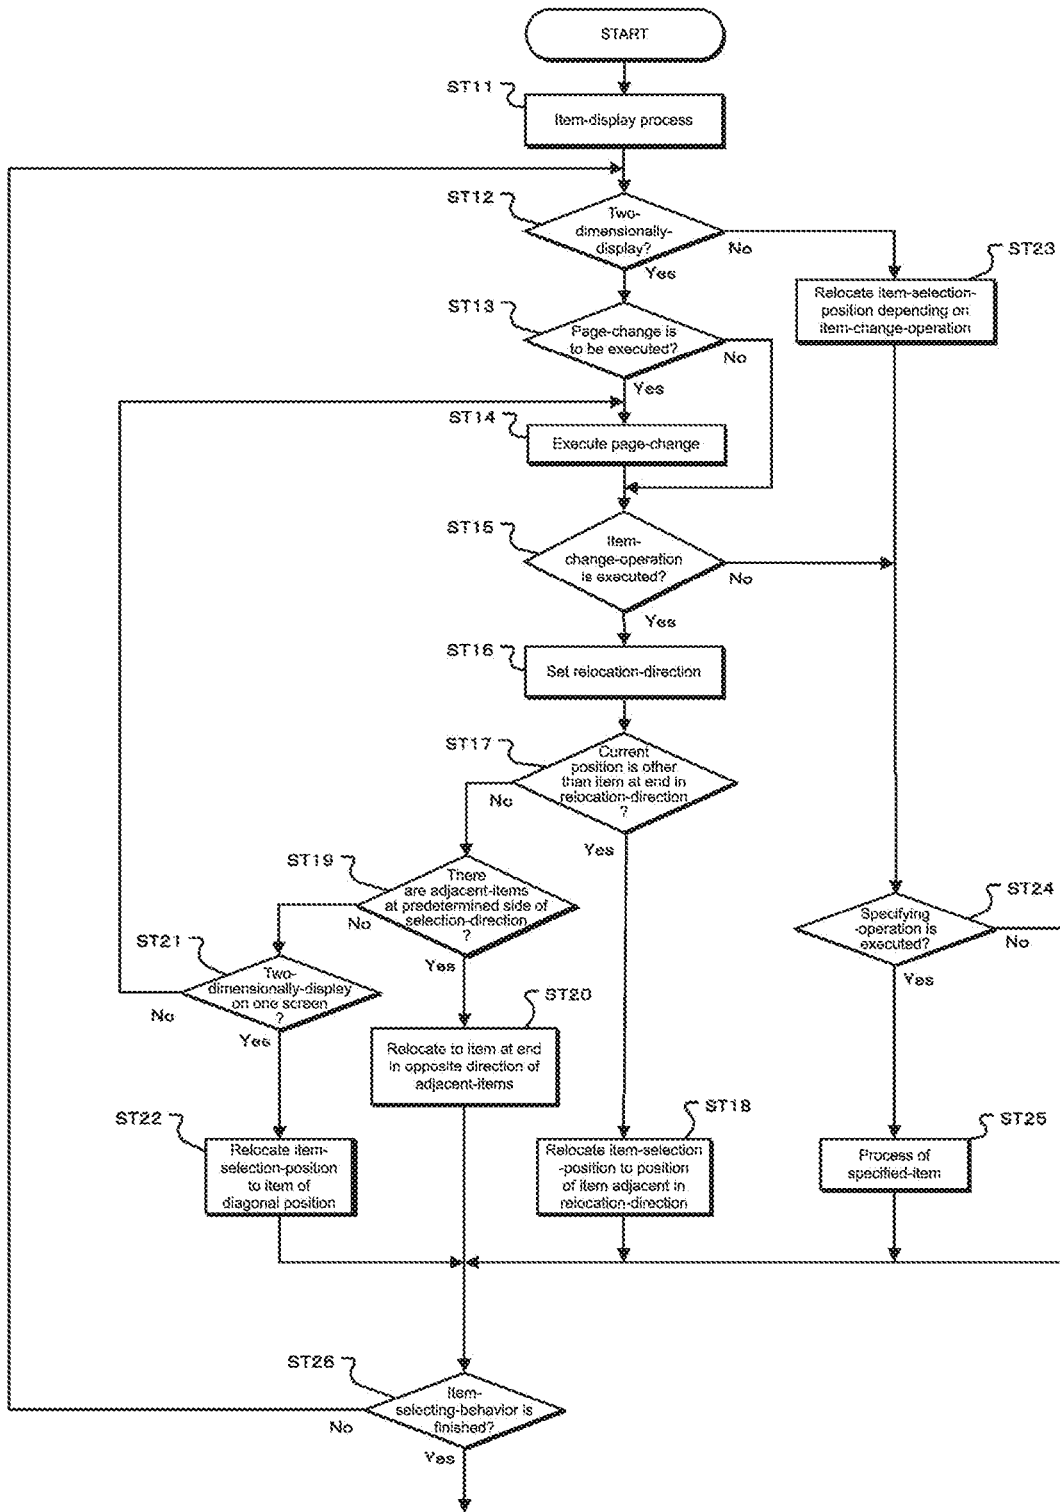 START
ST11
Item-display process
ST12
Two-
dimensionally-
display?
No
Yes
ST23
Relocate item-selection-
position depending on
item-change-operation
ST13
Page-change is
to be executed?
No
Yes
ST14
Execute page-change
ST15
Item-
change-operation
is executed?
No
Yes
ST16
Set relocation-direction
ST17
Current
position is other
than item at end in
relocation-direction
?
No
Yes
ST19
There
are adjacent-items
at predetermined side of
selection-direction
?
No
Yes
ST24
Specifying
-operation is
executed?
No
Yes
ST21
Two-
dimensionally-display
on one screen
?
No
Yes
ST20
Relocate to item at end
in opposite direction of
adjacent-items
ST22
Relocate item-
selection-position
to item of
diagonal position
ST18
Relocate item-selection
-position to position
of item adjacent in
relocation-direction
ST25
Process of
specified-item
ST26
Item-
selecting-behavior is
finished?
No
Yes